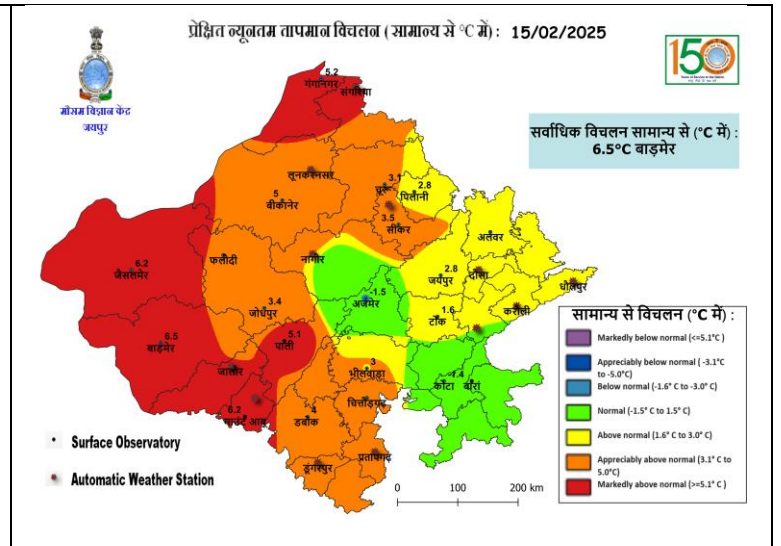 प्रेक्षित न्यूनतम तापमान विचलन ( सामान्य से °C में) : 15/02/2025
मौसम विज्ञान केंद्र
जयपुर
150
सर्वाधिक विचलन सामान्य से (°C में) :
6.5°C बाड़मेर
5.2
गंगानगर
संगरिया
लूनकरनसर
5
बीकानेर
3.1
चूरू
2.8
पिलानी
3.5
सीकर
अलवर
6.2
जैसलमेर
फलौदी
नागौर
-1.5
अजमेर
2.8
जयपुर
दौसा
धौलपुर
करौली
3.4
जोधपुर
1.6
टोंक
6.5
बाड़मेर
5.1
पाली
जालौर
3
भीलवाड़ा
-1.4
कोटा
बारां
चित्तौड़गढ़
6.2
माउंट आबू
4
डबोक
प्रतापगढ़
डूंगरपुर
Surface Observatory
Automatic Weather Station
0 100 200 km
सामान्य से विचलन (°C में) :
Markedly below normal (<=5.1°C )
Appreciably below normal ( -3.1°C
to -5.0°C)
Below normal (-1.6° C to -3.0° C)
Normal (-1.5° C to 1.5° C)
Above normal (1.6° C to 3.0° C)
Appreciably above normal (3.1° C to
5.0°C)
Markedly above normal (>=5.1°C )